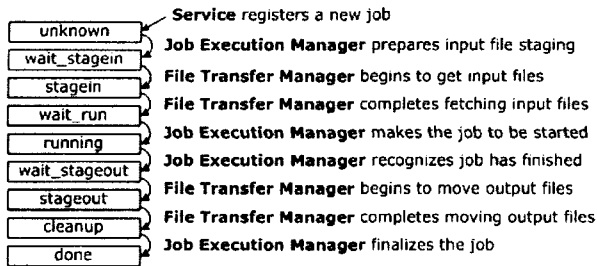 Service registers a new job
unknown
Job Execution Manager prepares input file staging
wait_stagein
File Transfer Manager begins to get input files
stagein
File Transfer Manager completes fetching input files
wait_run
Job Execution Manager makes the job to be started
running
Job Execution Manager recognizes job has finished
wait_stageout
File Transfer Manager begins to move output files
stageout
File Transfer Manager completes moving output files
cleanup
Job Execution Manager finalizes the job
done